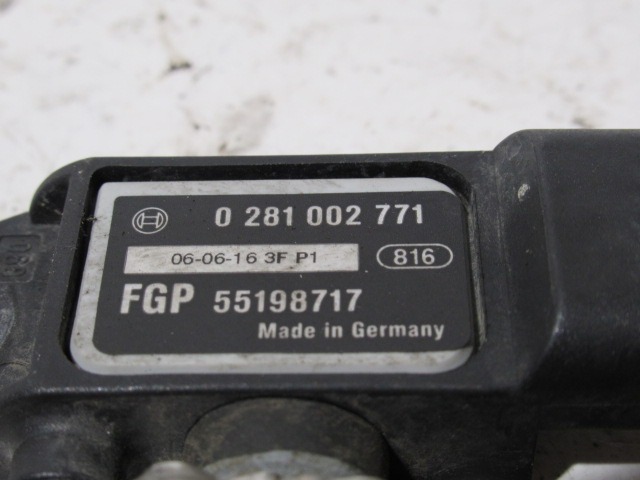 0 281 002 771
06-06-16 3F P1
816
FGP 55198717
Made in Germany